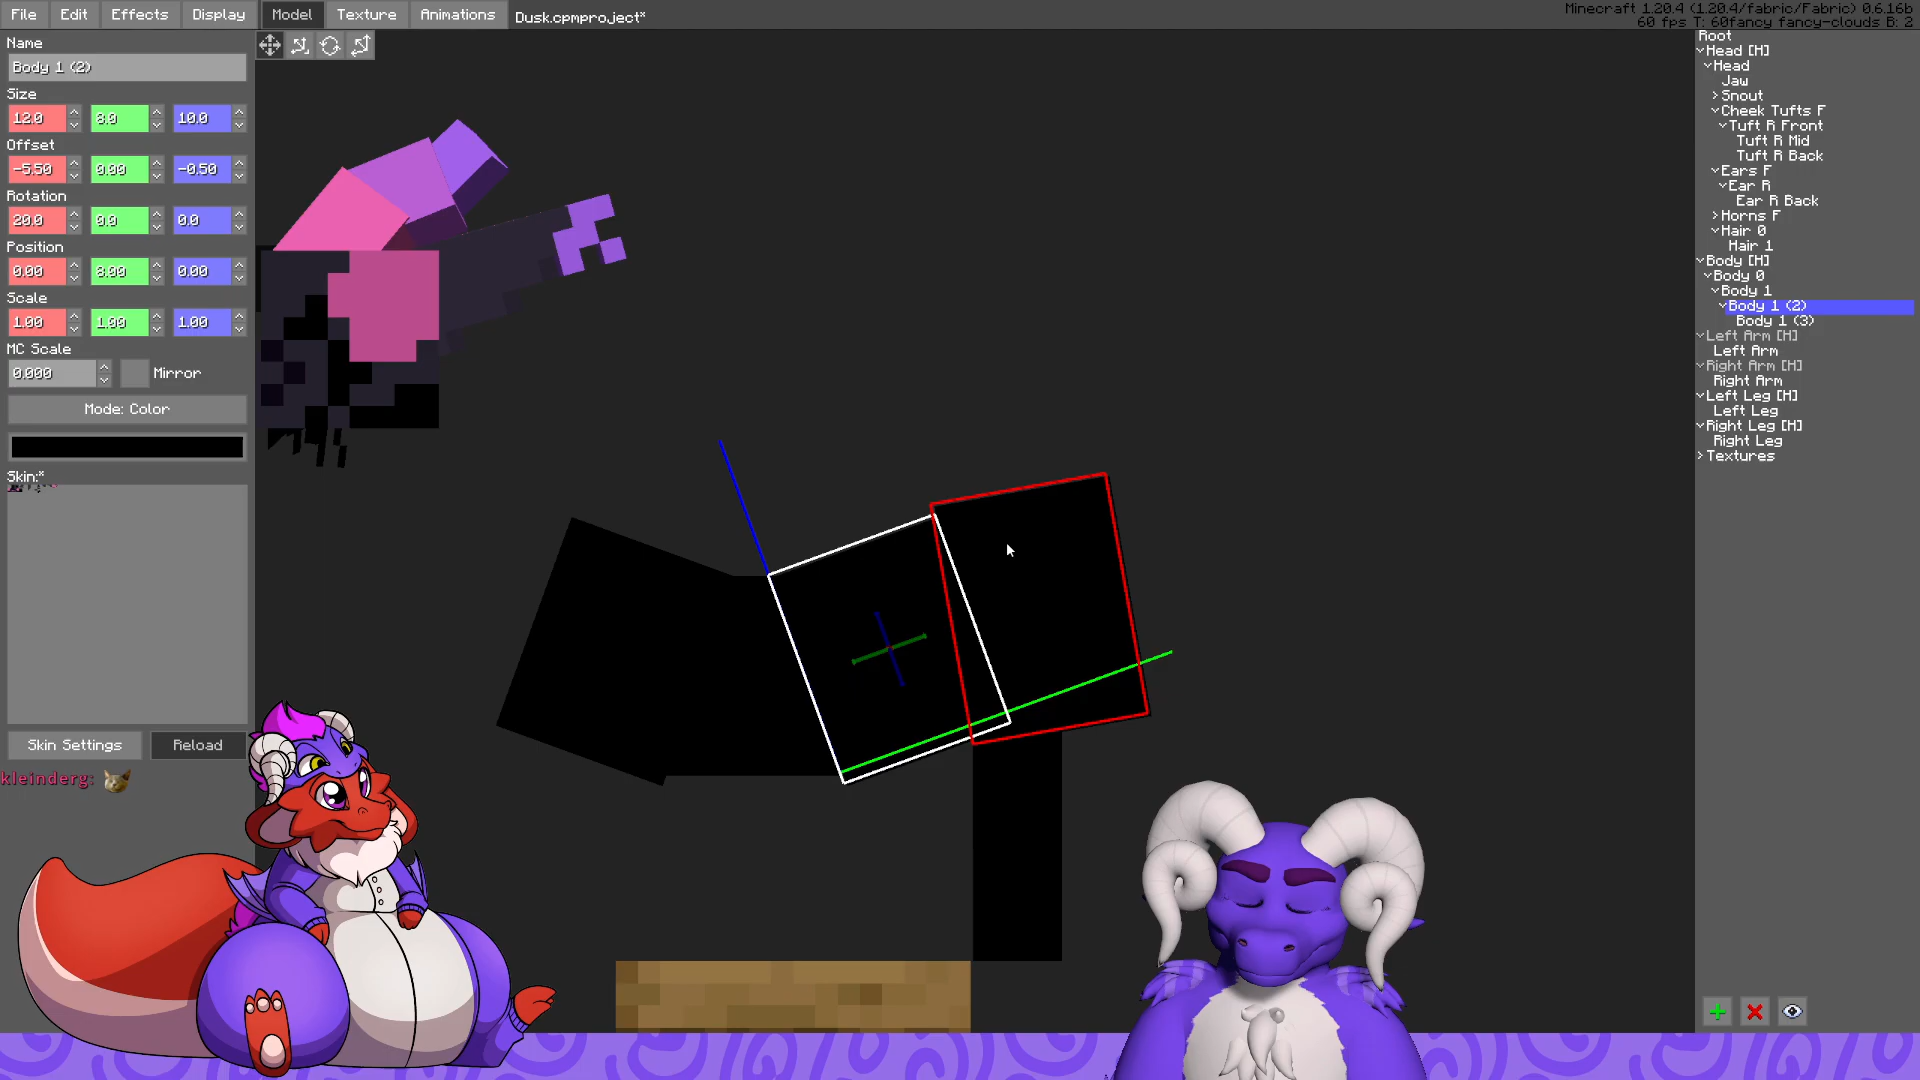 File Edit Effects Display Model Texture Animations Dusk.cpmproject*
Minecraft 1.20.4 (1.20.4/fabric/Fabric) 0.6.16b
60 fps T: 60fancy fancy-clouds B: 2
Name
Body 1 (2)
Size
12.0 8.0 10.0
Offset
-5.50 0.00 -0.50
Rotation
20.0 0.0 0.0
Position
0.00 8.00 0.00
Scale
1.00 1.00 1.00
MC Scale
0.000 Mirror
Mode: Color
Skin:*
Skin Settings Reload
kleinderg:
Root
Head [H]
Head
Jaw
Snout
Cheek Tufts F
Tuft R Front
Tuft R Mid
Tuft R Back
Ears F
Ear R
Ear R Back
Horns F
Hair 0
Hair 1
Body [H]
Body 0
Body 1
Body 1 (2)
Body 1 (3)
Left Arm [H]
Left Arm
Right Arm [H]
Right Arm
Left Leg [H]
Left Leg
Right Leg [H]
Right Leg
Textures